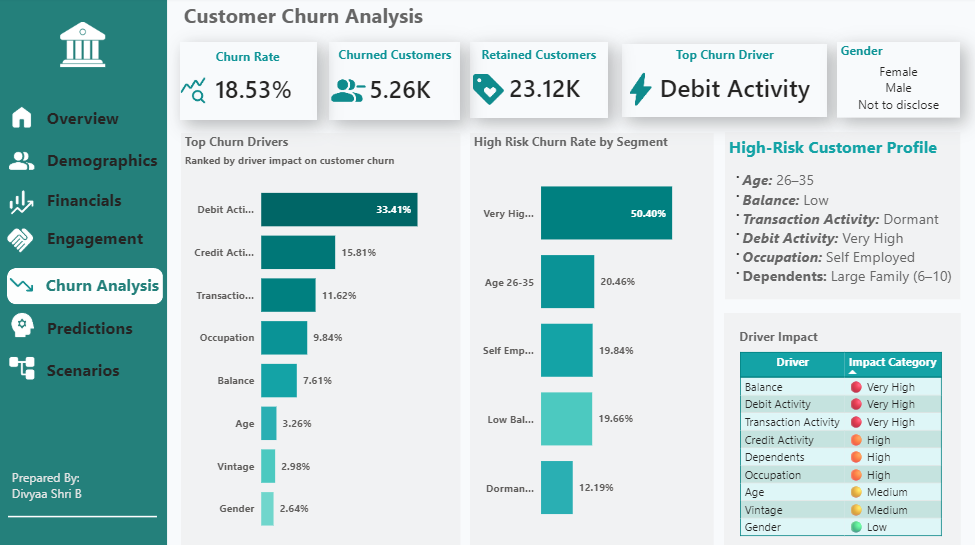 Customer Churn Analysis
Churn Rate
18.53%
Churned Customers
5.26K
Retained Customers
23.12K
Top Churn Driver
Debit Activity
Gender
Female
Male
Not to disclose
Overview
Demographics
Financials
Engagement
Churn Analysis
Predictions
Scenarios
Prepared By:
Divyaa Shri B
Top Churn Drivers
Ranked by driver impact on customer churn
Debit Acti... 33.41%
Credit Acti... 15.81%
Transactio... 11.62%
Occupation 9.84%
Balance 7.61%
Age 3.26%
Vintage 2.98%
Gender 2.64%
High Risk Churn Rate by Segment
Very Hig... 50.40%
Age 26-35 20.46%
Self Emp... 19.84%
Low Bal... 19.66%
Dorman... 12.19%
High-Risk Customer Profile
• Age: 26–35
• Balance: Low
• Transaction Activity: Dormant
• Debit Activity: Very High
• Occupation: Self Employed
• Dependents: Large Family (6–10)
Driver Impact
Driver Impact Category
Balance Very High
Debit Activity Very High
Transaction Activity Very High
Credit Activity High
Dependents High
Occupation High
Age Medium
Vintage Medium
Gender Low